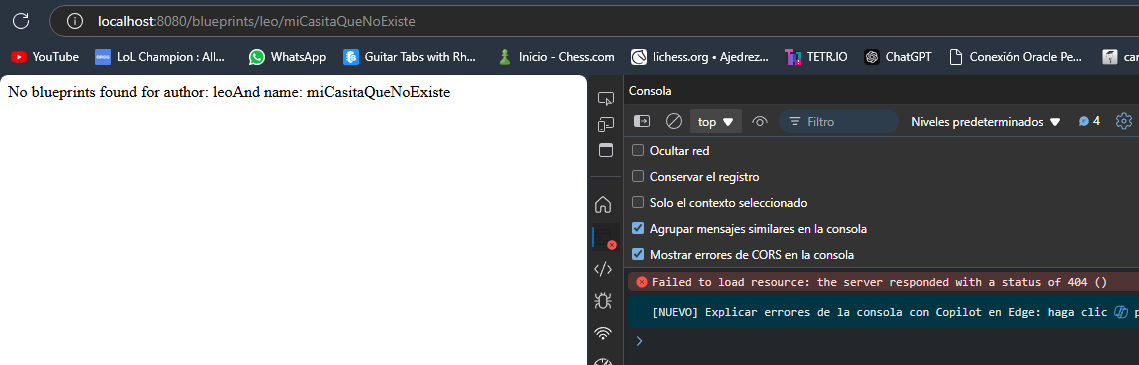 localhost:8080/blueprints/leo/miCasitaQueNoExiste
YouTube
LoL Champion : All...
WhatsApp
Guitar Tabs with Rh...
Inicio - Chess.com
lichess.org • Ajedrez...
TETR.IO
ChatGPT
Conexión Oracle Pe...
No blueprints found for author: leoAnd name: miCasitaQueNoExiste
Consola
top
Filtro
Niveles predeterminados
4
Ocultar red
Conservar el registro
Solo el contexto seleccionado
Agrupar mensajes similares en la consola
Mostrar errores de CORS en la consola
Failed to load resource: the server responded with a status of 404 ()
[NUEVO] Explicar errores de la consola con Copilot en Edge: haga clic